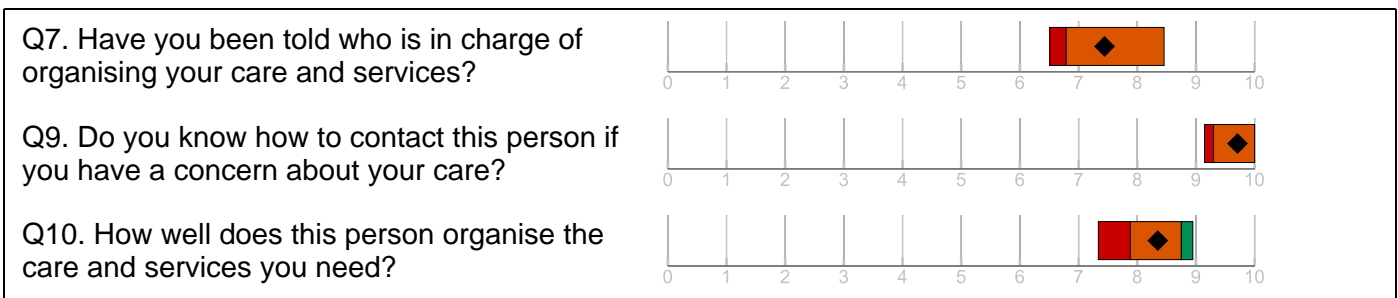 Q7. Have you been told who is in charge of
organising your care and services?
0 1 2 3 4 5 6 7 8 9 10
Q9. Do you know how to contact this person if
you have a concern about your care?
0 1 2 3 4 5 6 7 8 9 10
Q10. How well does this person organise the
care and services you need?
0 1 2 3 4 5 6 7 8 9 10